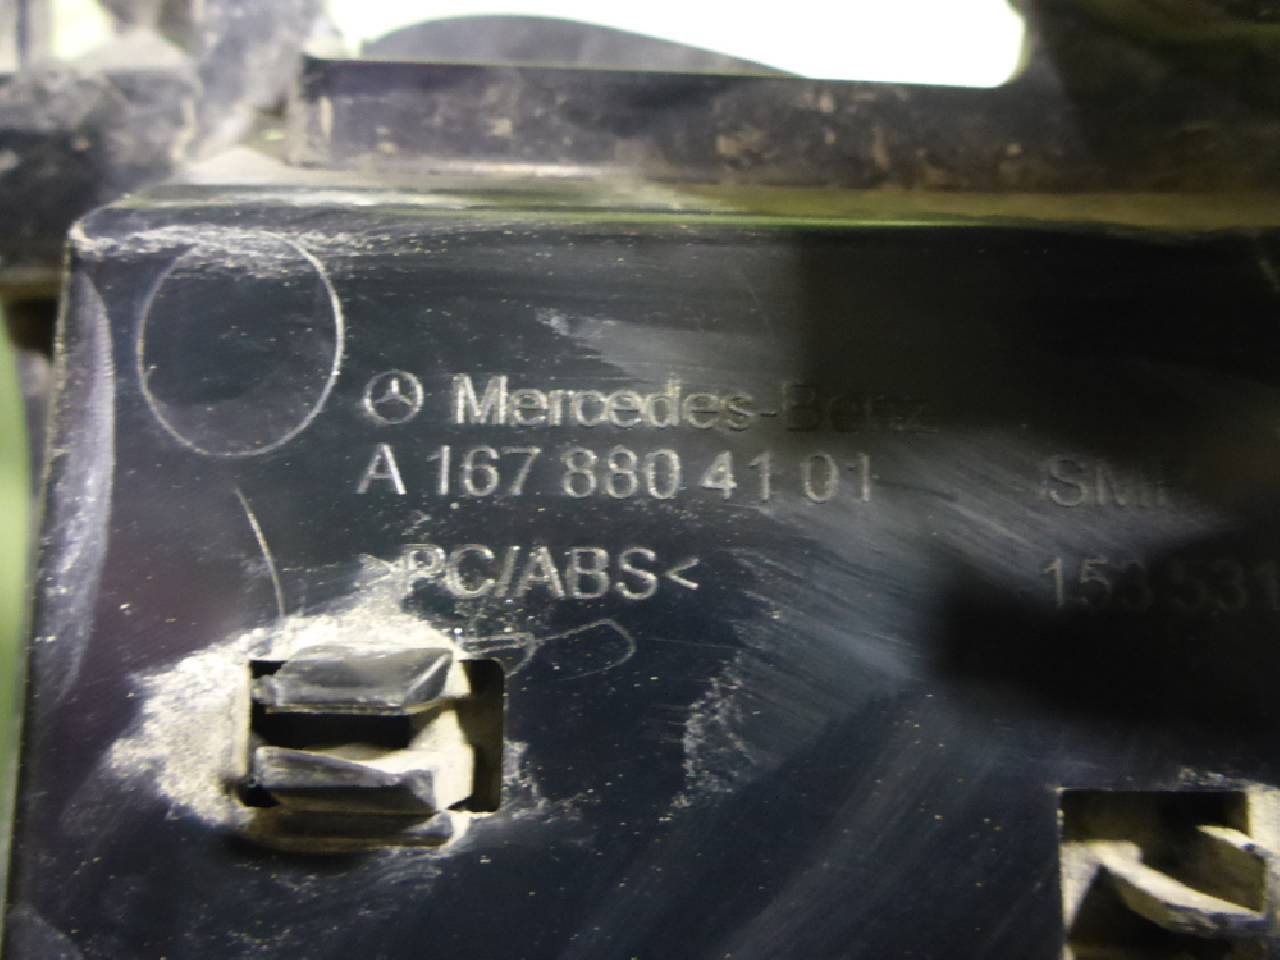 Mercedes-Benz
A 167 880 41 01
>PC/ABS<